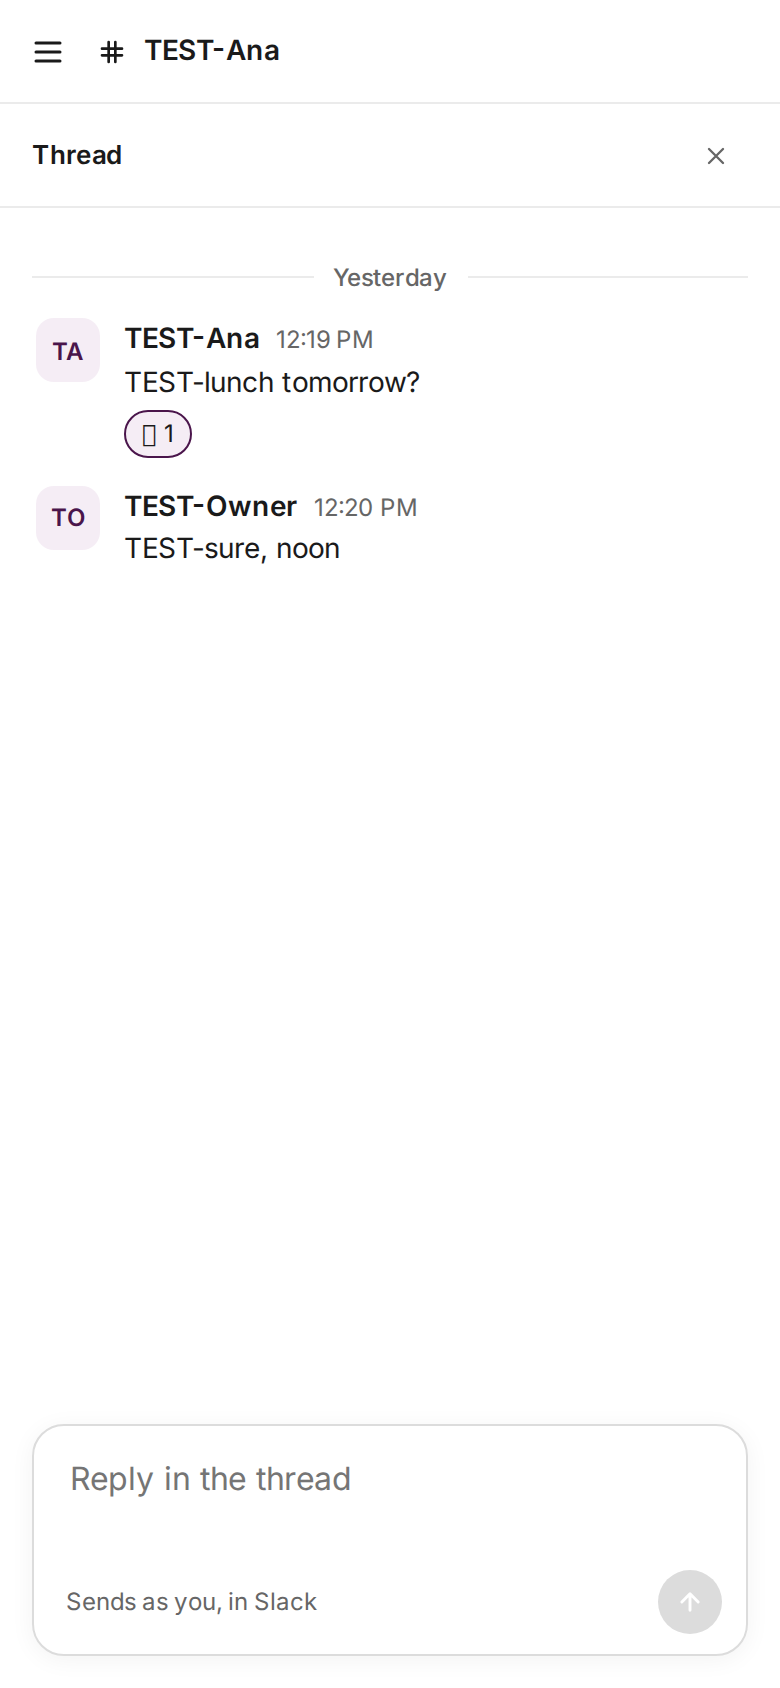 # TEST-Ana
Thread
Yesterday
TA
TEST-Ana 12:19 PM
TEST-lunch tomorrow?
1
TO
TEST-Owner 12:20 PM
TEST-sure, noon
Reply in the thread
Sends as you, in Slack